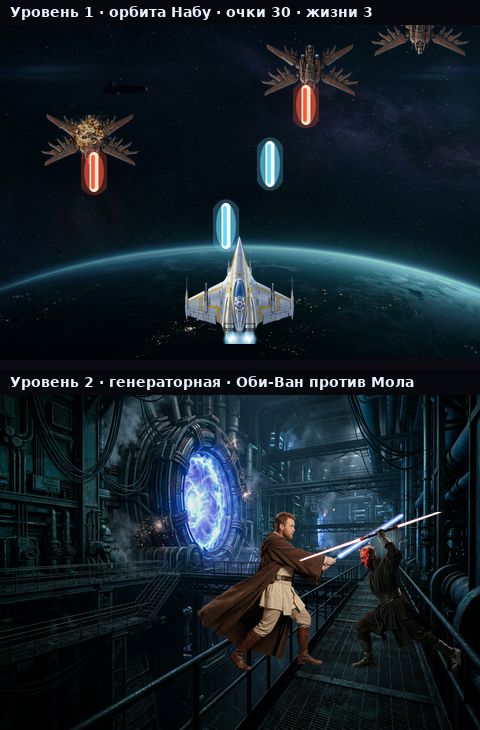 Уровень 1 · орбита Набу · очки 30 · жизни 3
Уровень 2 · генераторная · Оби-Ван против Мола